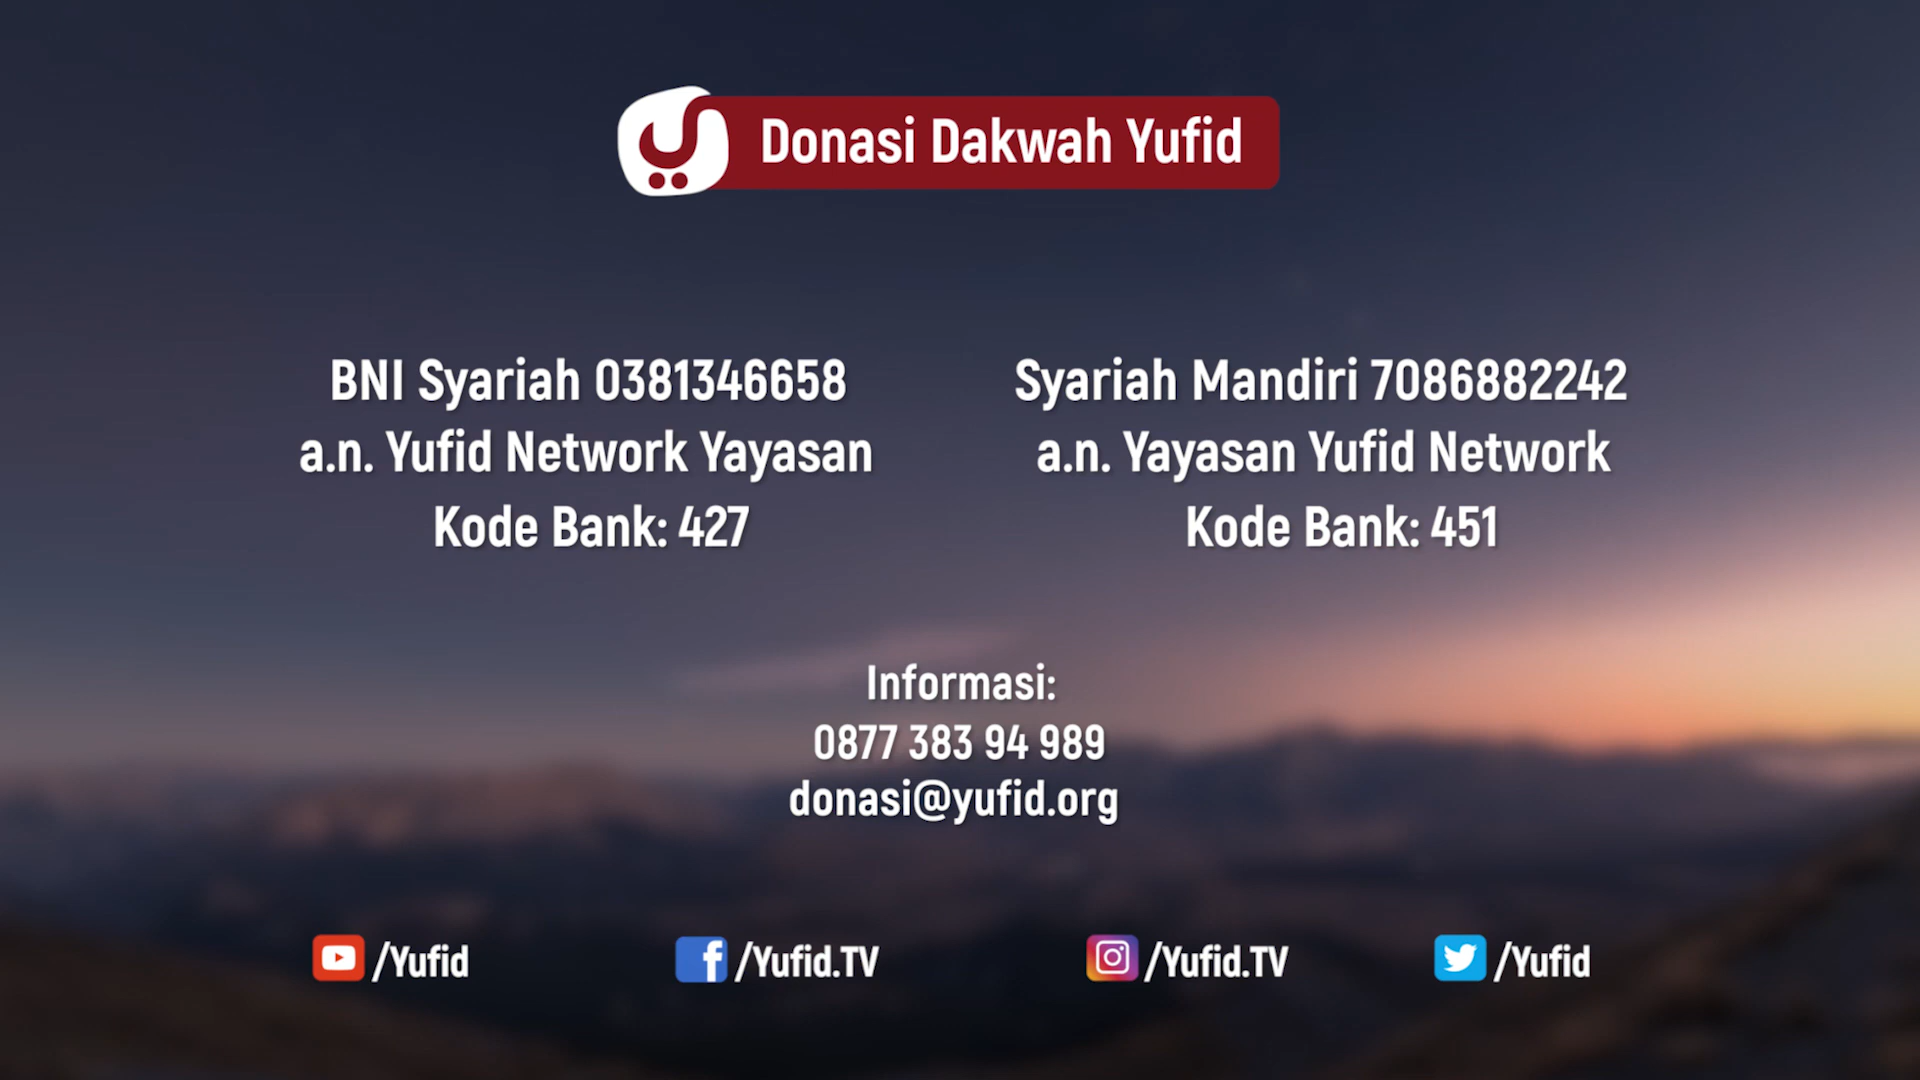 Donasi Dakwah Yufid
BNI Syariah 0381346658
a.n. Yufid Network Yayasan
Kode Bank: 427
Syariah Mandiri 7086882242
a.n. Yayasan Yufid Network
Kode Bank: 451
Informasi:
0877 383 94 989
donasi@yufid.org
/Yufid
/Yufid.TV
/Yufid.TV
/Yufid